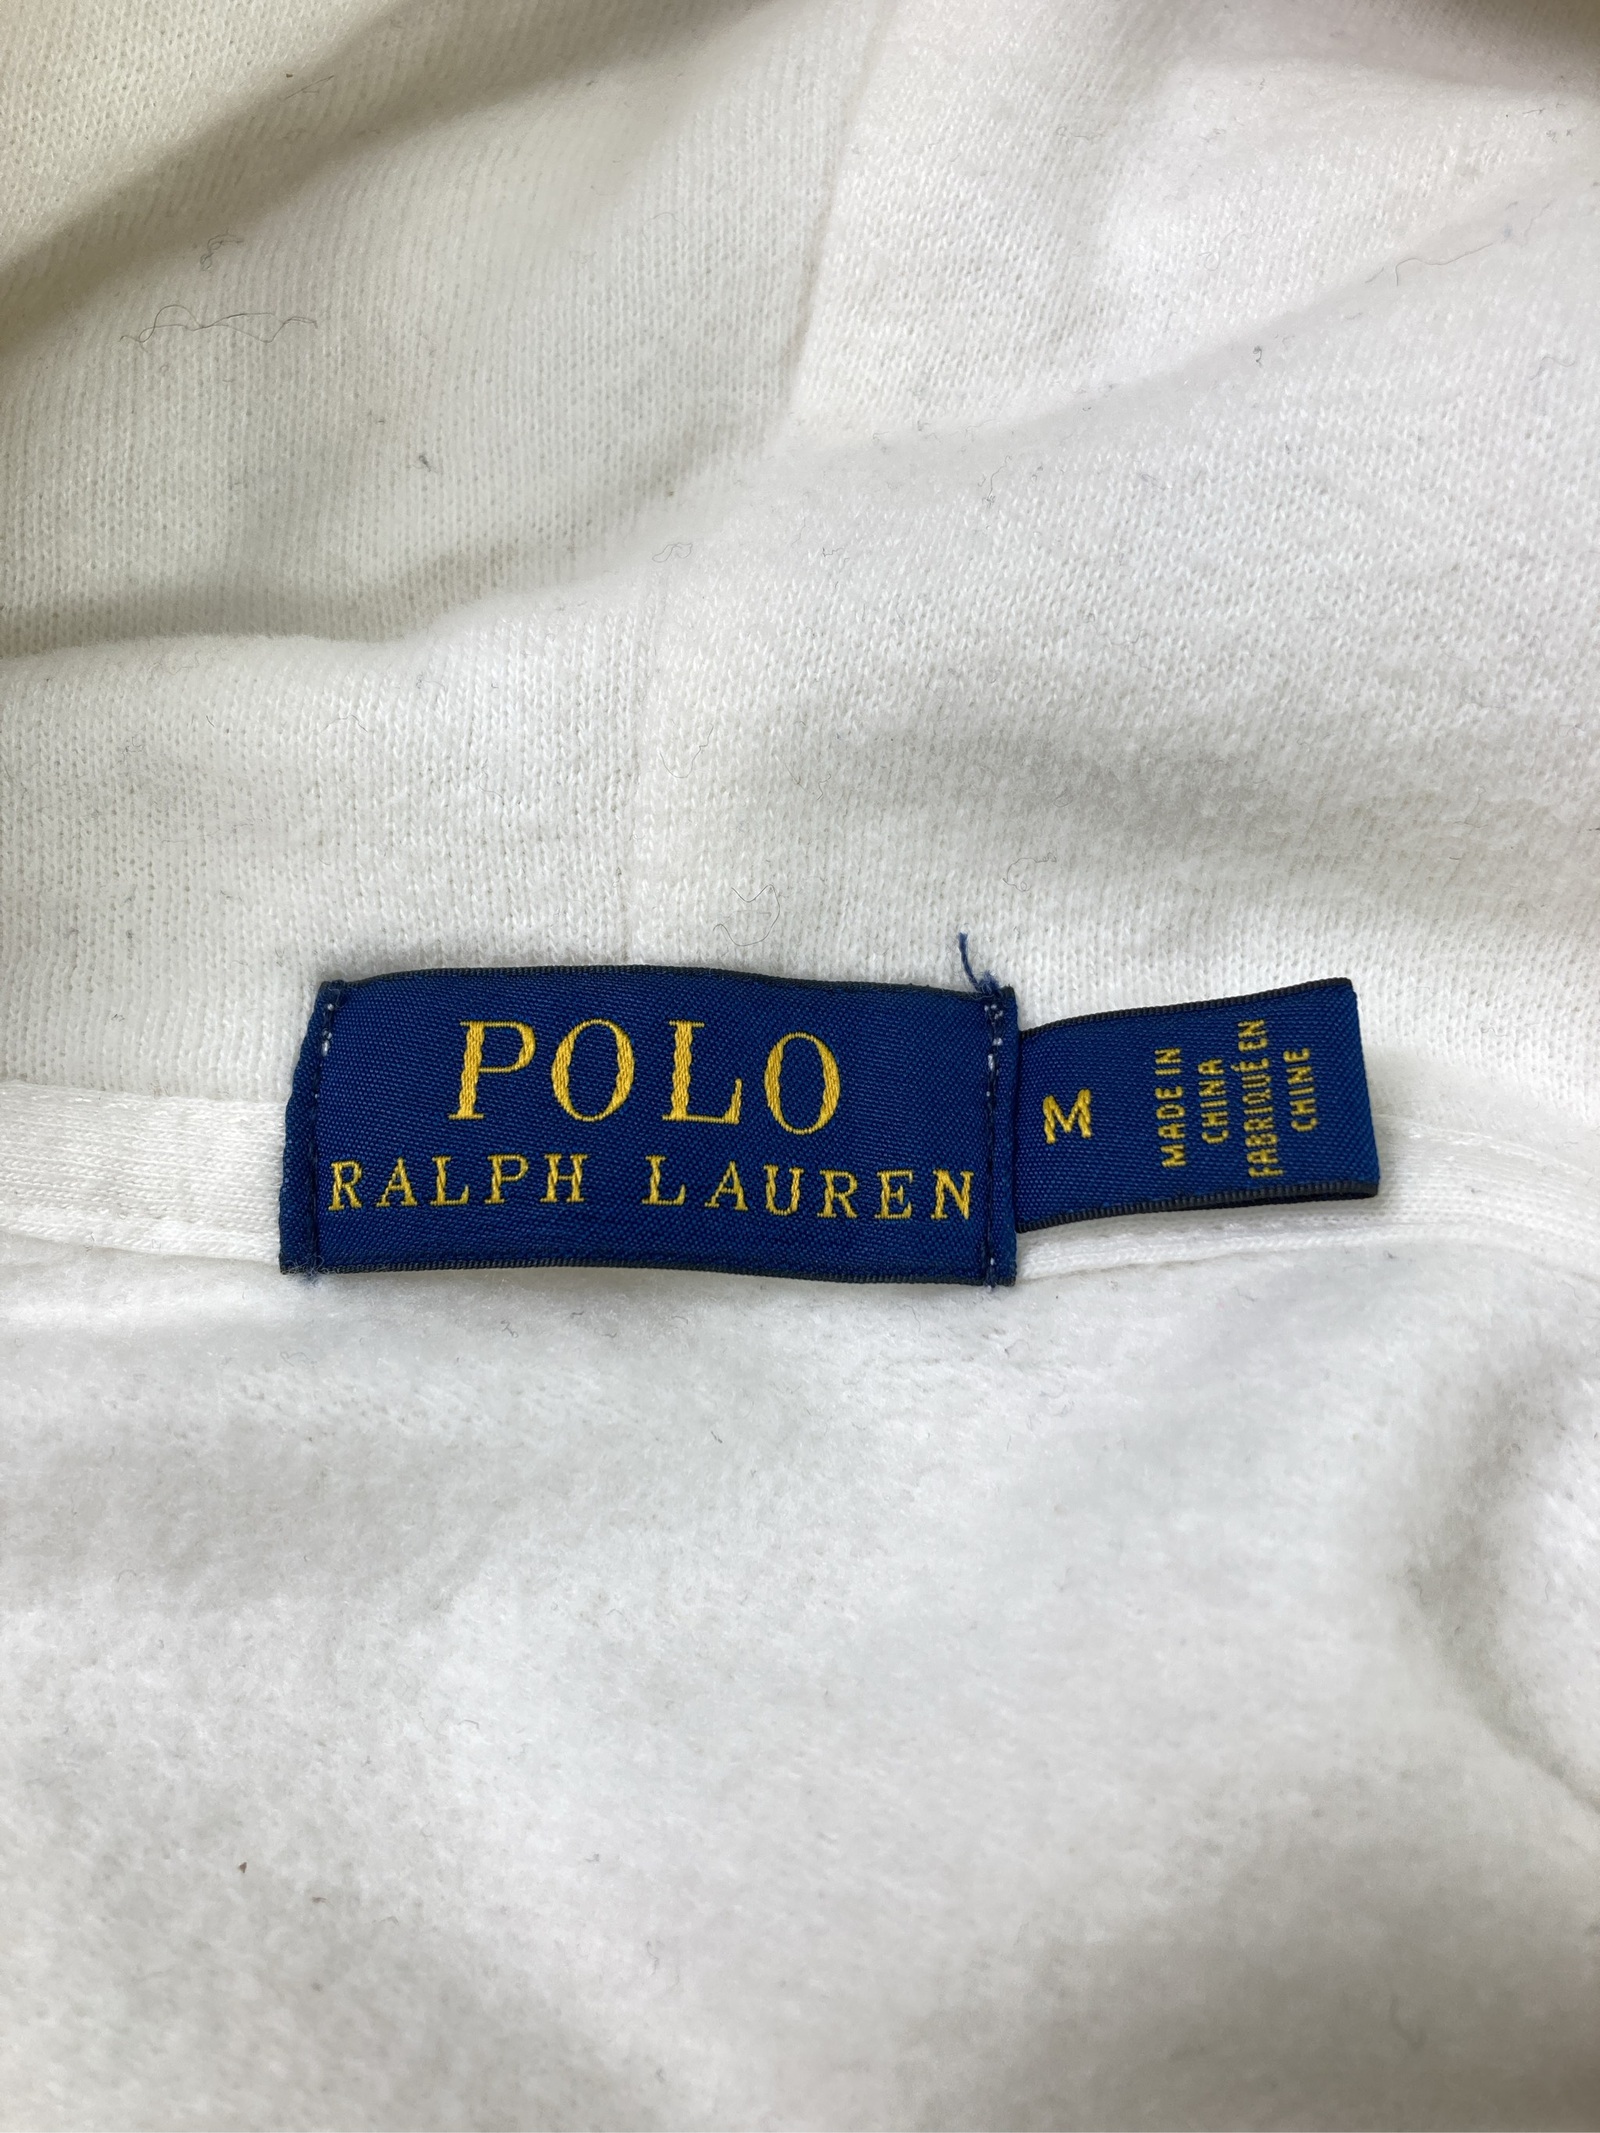 POLO
RALPH LAUREN
M
MADE IN
CHINA
FABRIQUÉ EN
CHINE